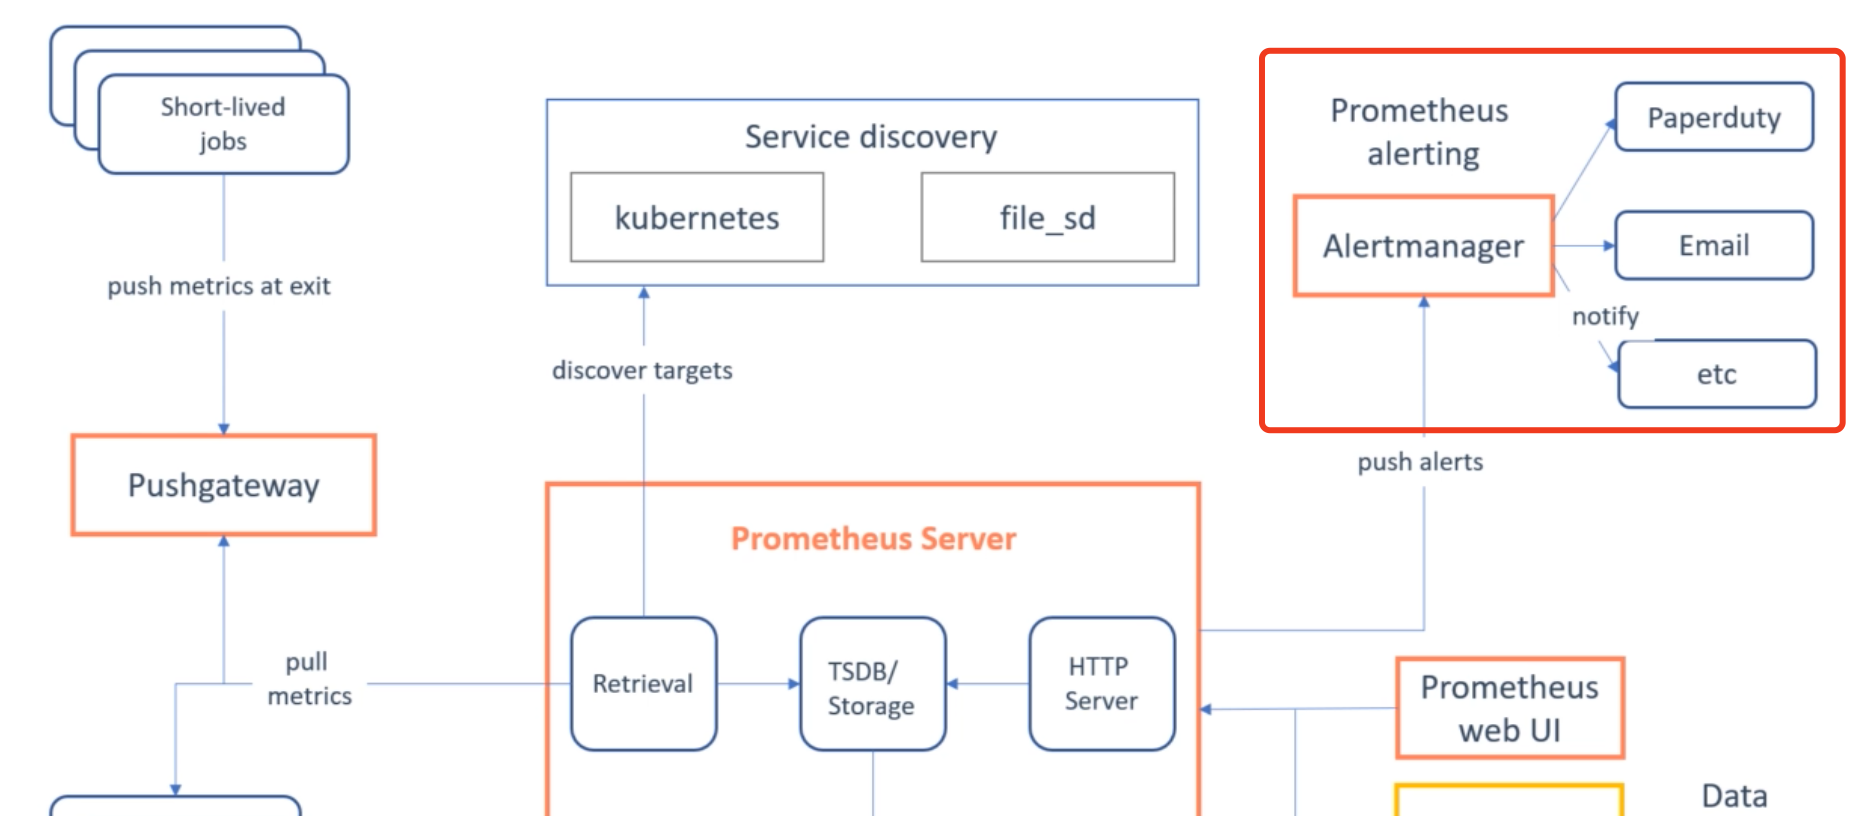 Short-lived
jobs
push metrics at exit
Pushgateway
pull
metrics
Service discovery
kubernetes
file_sd
discover targets
Prometheus Server
Retrieval
TSDB/
Storage
HTTP
Server
Prometheus
alerting
Alertmanager
Paperduty
Email
notify
etc
push alerts
Prometheus
web UI
Data